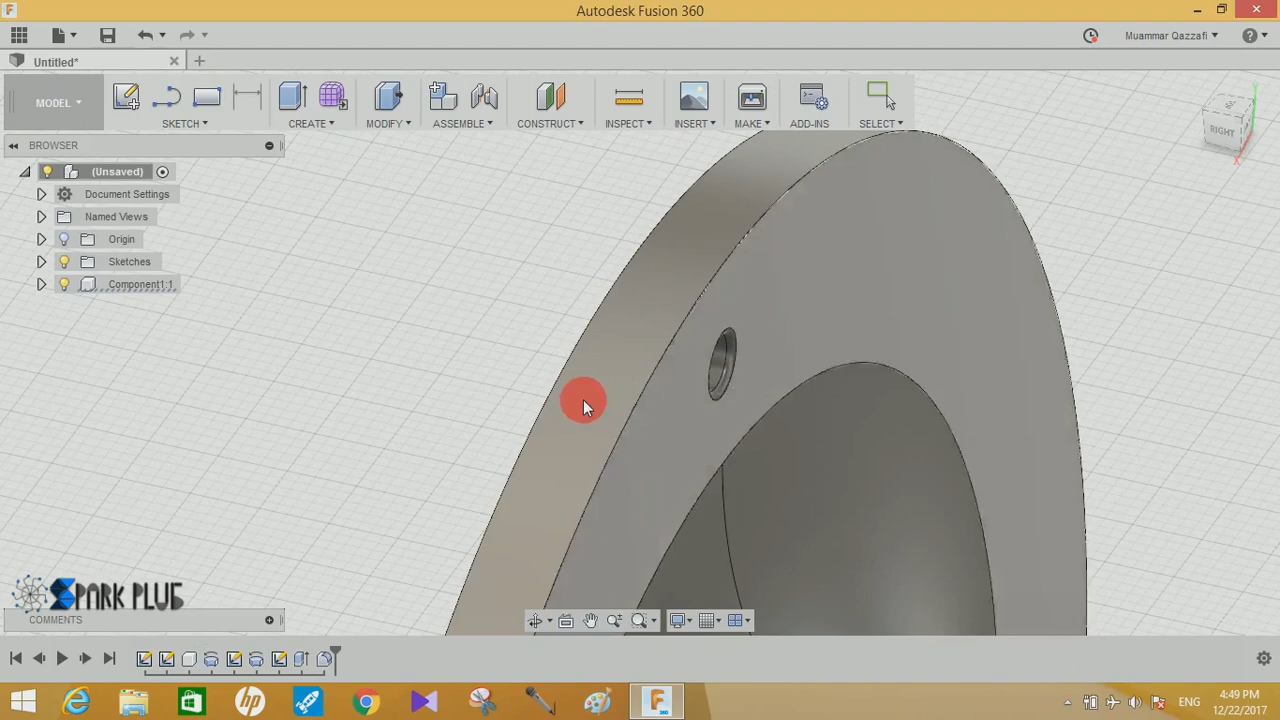 Autodesk Fusion 360
Muammar Qazzafi
Untitled*
MODEL
SKETCH
CREATE
MODIFY
ASSEMBLE
CONSTRUCT
INSPECT
INSERT
MAKE
ADD-INS
SELECT
BROWSER
(Unsaved)
Document Settings
Named Views
Origin
Sketches
Component1:1
RIGHT
SPARK PLUG
COMMENTS
ENG
4:49 PM
12/22/2017